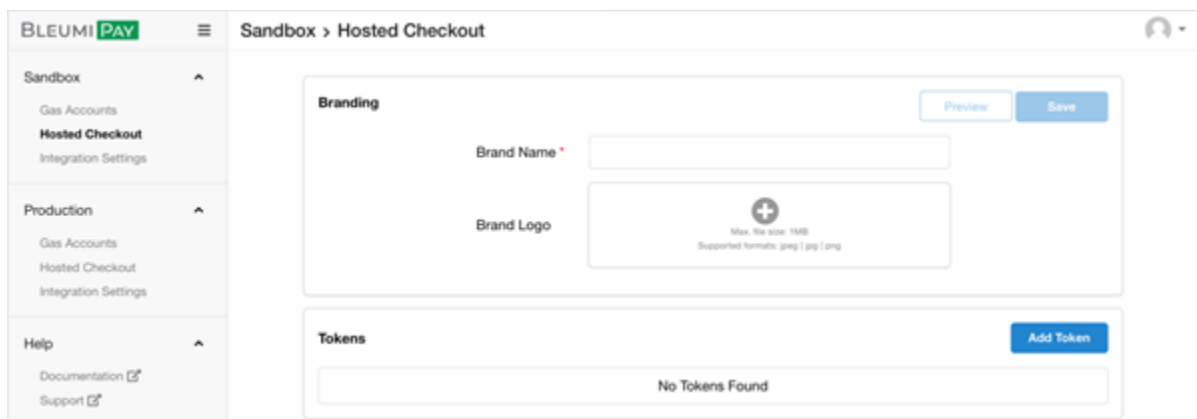 BLEUMI PAY
Sandbox > Hosted Checkout
Sandbox
Gas Accounts
Hosted Checkout
Integration Settings
Production
Gas Accounts
Hosted Checkout
Integration Settings
Help
Documentation
Support
Branding
Preview
Save
Brand Name *
Brand Logo
Max. file size: 1MB
Supported formats: jpeg | jpg | png
Tokens
Add Token
No Tokens Found